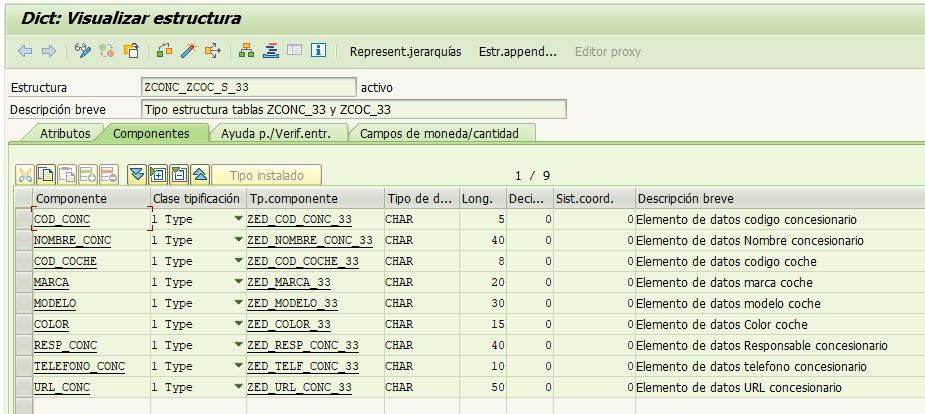 Dict: Visualizar estructura
Represent.jerarquías Estr.append... Editor proxy
Estructura ZCONC_ZCOC_S_33 activo
Descripción breve Tipo estructura tablas ZCONC_33 y ZCOC_33
Atributos Componentes Ayuda p./Verif.entr. Campos de moneda/cantidad
Tipo instalado 1 / 9
Componente Clase tipificación Tp.componente Tipo de d... Long. Deci... Sist.coord. Descripción breve
COD_CONC 1 Type ZED_COD_CONC_33 CHAR 5 0 0 Elemento de datos codigo concesionario
NOMBRE_CONC 1 Type ZED_NOMBRE_CONC_33 CHAR 40 0 0 Elemento de datos Nombre concesionario
COD_COCHE 1 Type ZED_COD_COCHE_33 CHAR 8 0 0 Elemento de datos codigo coche
MARCA 1 Type ZED_MARCA_33 CHAR 20 0 0 Elemento de datos marca coche
MODELO 1 Type ZED_MODELO_33 CHAR 30 0 0 Elemento de datos modelo coche
COLOR 1 Type ZED_COLOR_33 CHAR 15 0 0 Elemento de datos Color coche
RESP_CONC 1 Type ZED_RESP_CONC_33 CHAR 40 0 0 Elemento de datos Responsable concesionario
TELEFONO_CONC 1 Type ZED_TELF_CONC_33 CHAR 10 0 0 Elemento de datos telefono concesionario
URL_CONC 1 Type ZED_URL_CONC_33 CHAR 50 0 0 Elemento de datos URL concesionario